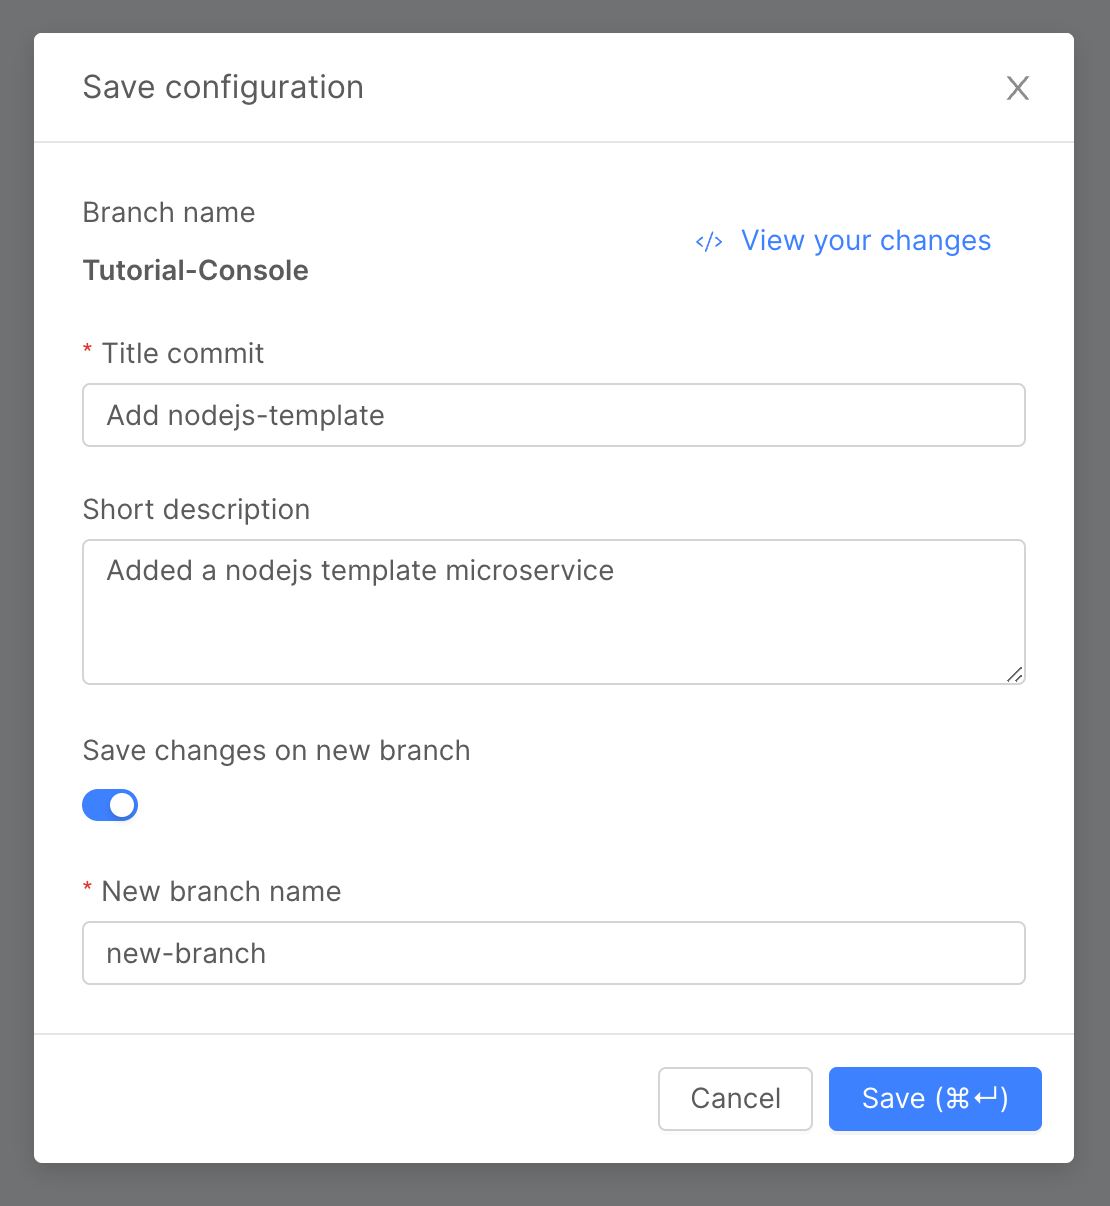 Save configuration
Branch name
</> View your changes
Tutorial-Console
* Title commit
Add nodejs-template
Short description
Added a nodejs template microservice
Save changes on new branch
* New branch name
new-branch
Cancel
Save (⌘↵)